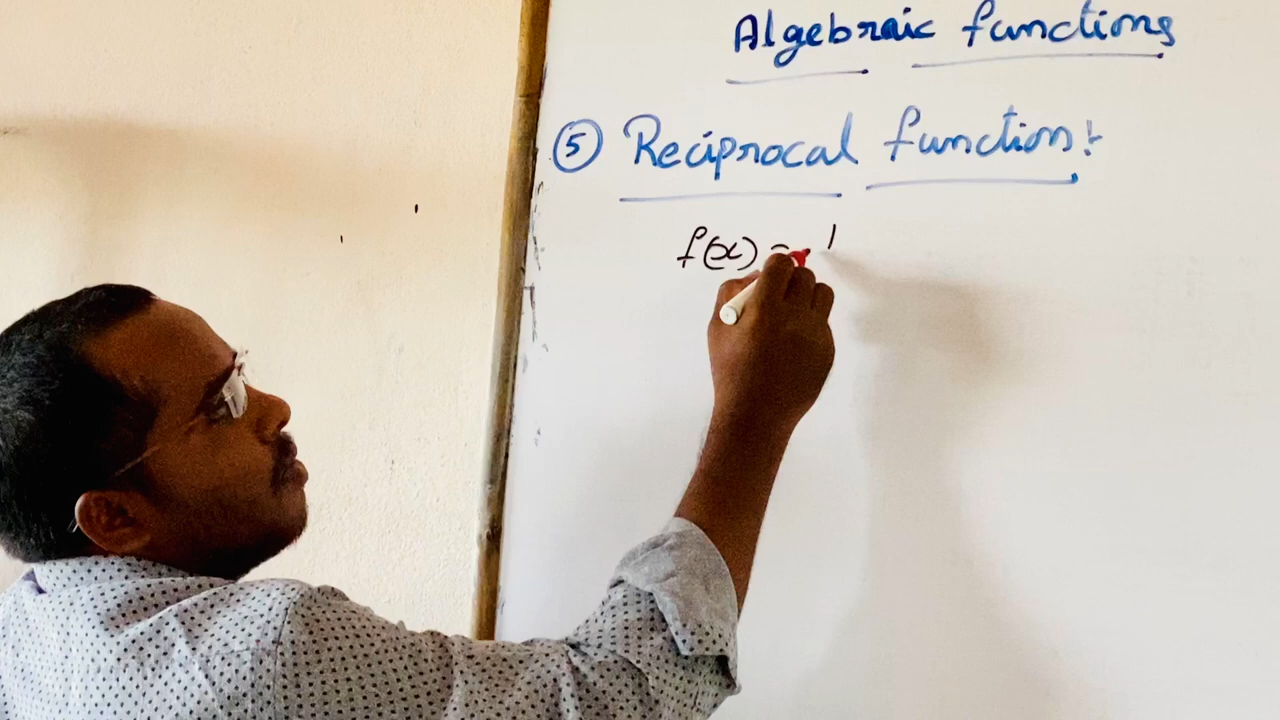 Algebraic functions
⑤ Reciprocal function:-
f(x) = 1